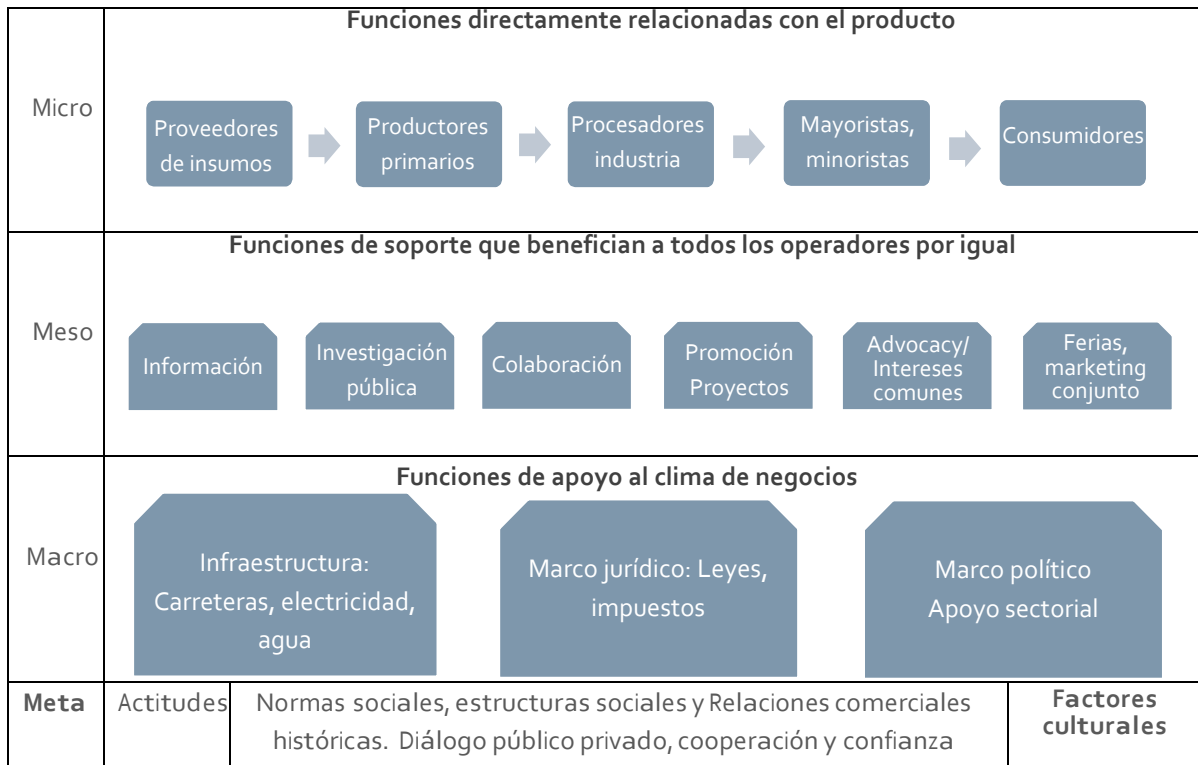 Funciones directamente relacionadas con el producto
Micro
Proveedores
de insumos
Productores
primarios
Procesadores
industria
Mayoristas,
minoristas
Consumidores
Funciones de soporte que benefician a todos los operadores por igual
Meso
Información
Investigación
pública
Colaboración
Promoción
Proyectos
Advocacy/
Intereses
comunes
Ferias,
marketing
conjunto
Funciones de apoyo al clima de negocios
Macro
Infraestructura:
Carreteras, electricidad,
agua
Marco jurídico: Leyes,
impuestos
Marco político
Apoyo sectorial
Meta
Actitudes
Normas sociales, estructuras sociales y Relaciones comerciales
históricas. Diálogo público privado, cooperación y confianza
Factores
culturales